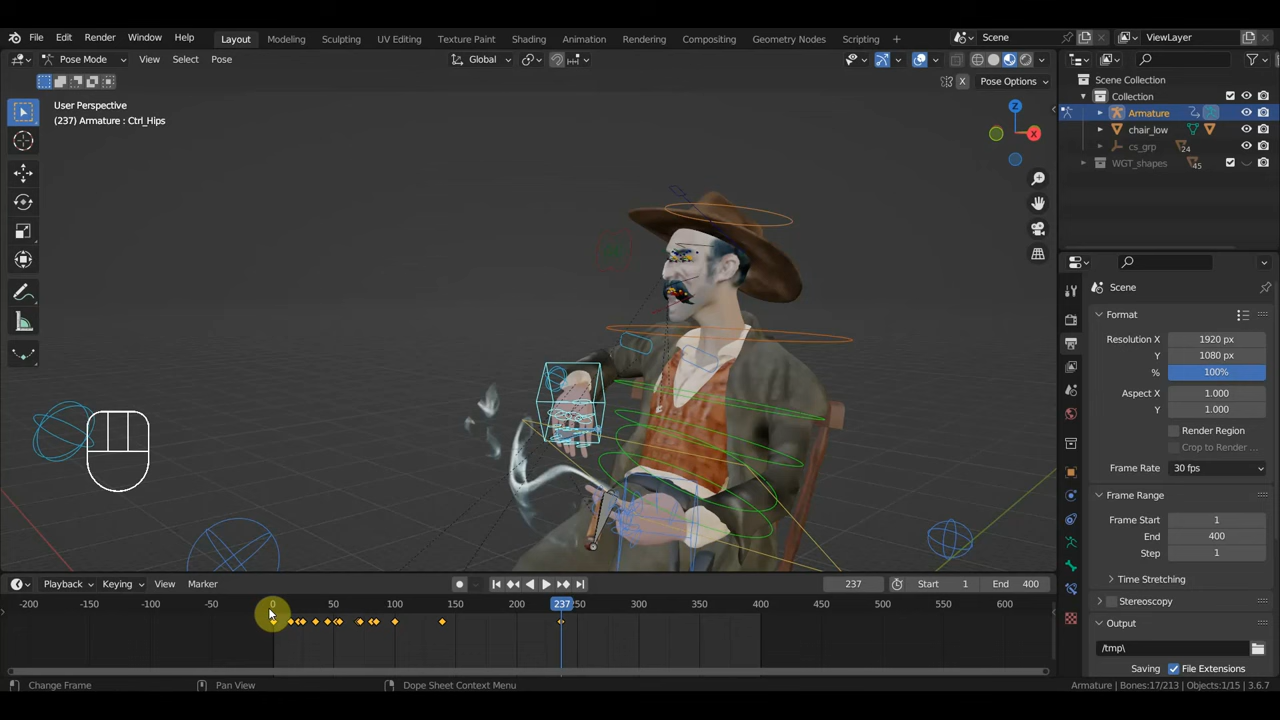 File Edit Render Window Help Layout Modeling Sculpting UV Editing Texture Paint Shading Animation Rendering Compositing Geometry Nodes Scripting + Scene ViewLayer
Pose Mode View Select Pose Global
Scene Collection
Pose Options X
Collection
User Perspective
(237) Armature : Ctrl_Hips
Armature
chair_low
cs_grp 24
WGT_shapes 45
Z
X
Scene
Format
Resolution X 1920 px
Y 1080 px
% 100%
Aspect X 1.000
Y 1.000
Render Region
Crop to Render ...
Frame Rate 30 fps
Frame Range
Frame Start 1
End 400
Step 1
Time Stretching
Stereoscopy
Output
/tmp\
Saving File Extensions
Playback Keying View Marker 237 Start 1 End 400
-200 -150 -100 -50 0 50 100 150 200 237 250 300 350 400 450 500 550 600
Change Frame Pan View Dope Sheet Context Menu Armature | Bones:17/213 | Objects:1/15 | 3.6.7